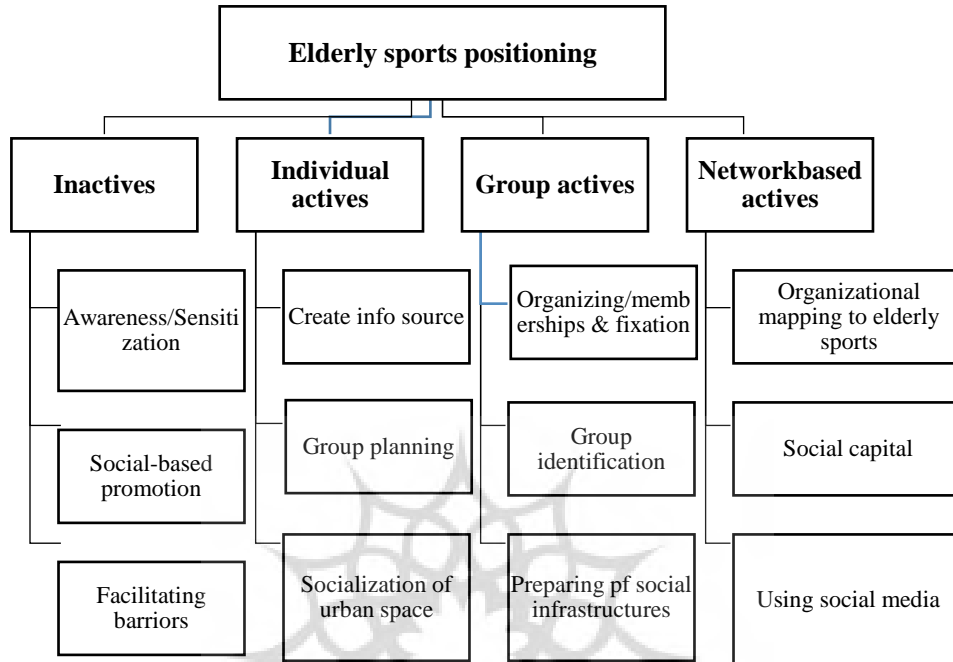 Elderly sports positioning
Inactives
Awareness/Sensiti
zation
Social-based
promotion
Facilitating
barriors
Individual
actives
Create info source
Group planning
Socialization of
urban space
Group actives
Organizing/memb
erships & fixation
Group
identification
Preparing pf social
infrastructures
Networkbased
actives
Organizational
mapping to elderly
sports
Social capital
Using social media